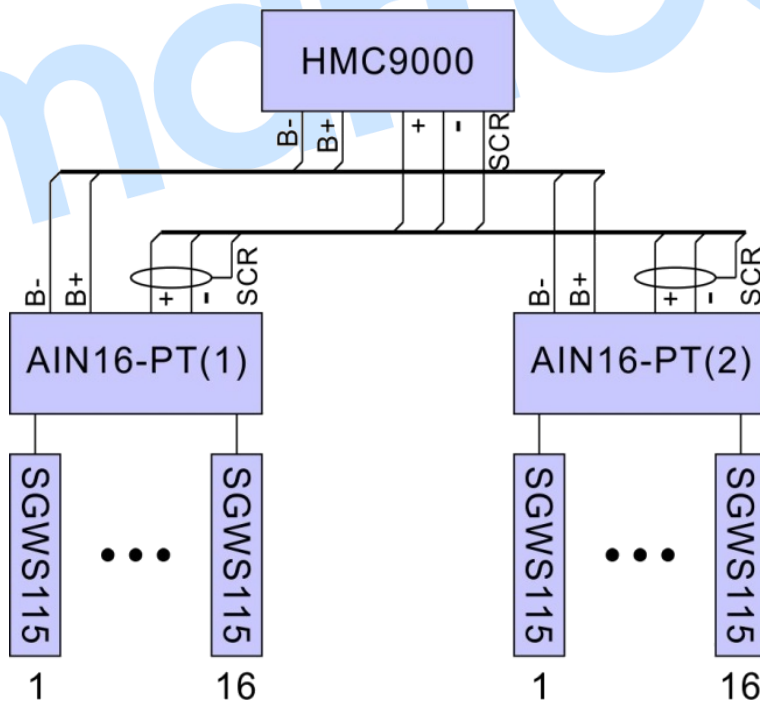 HMC9000
B-
B+
+
-
SCR
B-
B+
+
-
SCR
B-
B+
+
-
SCR
AIN16-PT(1)
AIN16-PT(2)
SGWS115
SGWS115
SGWS115
SGWS115
1
16
1
16